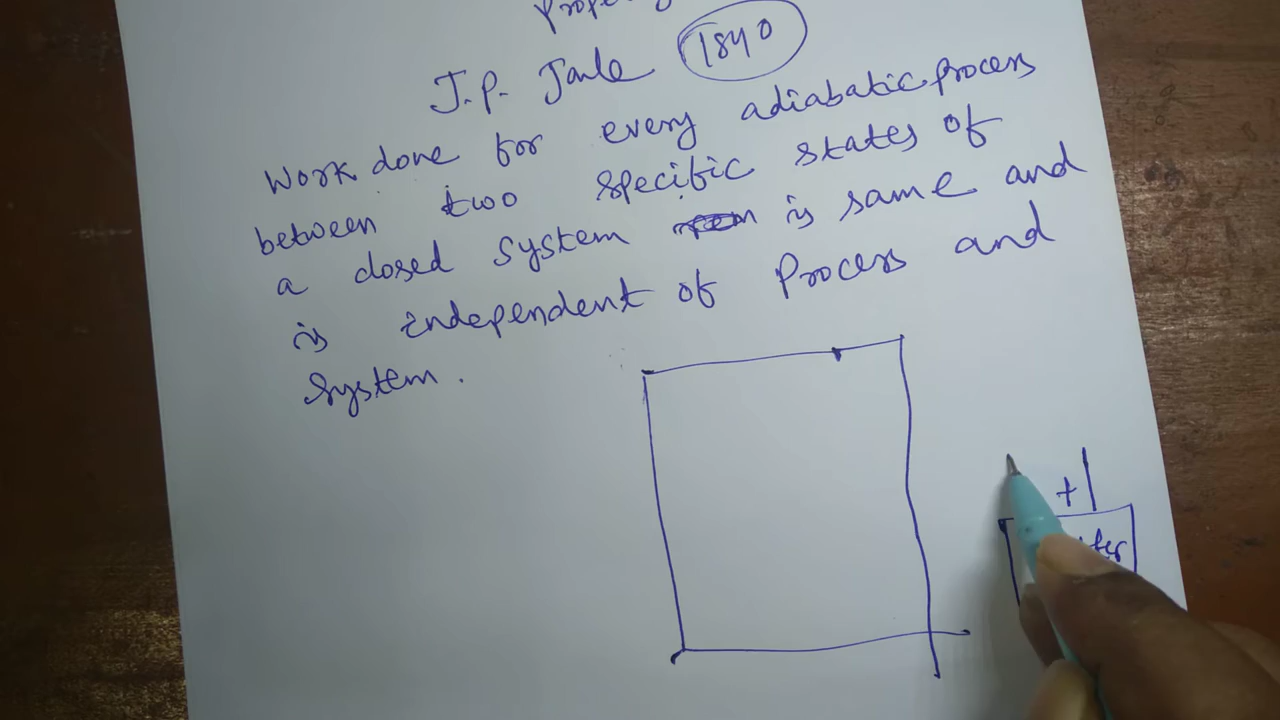 J.P. Joule 1840
Work done for every adiabatic process
between two specific states of
a closed system is same and
is independent of Process and
System.
+